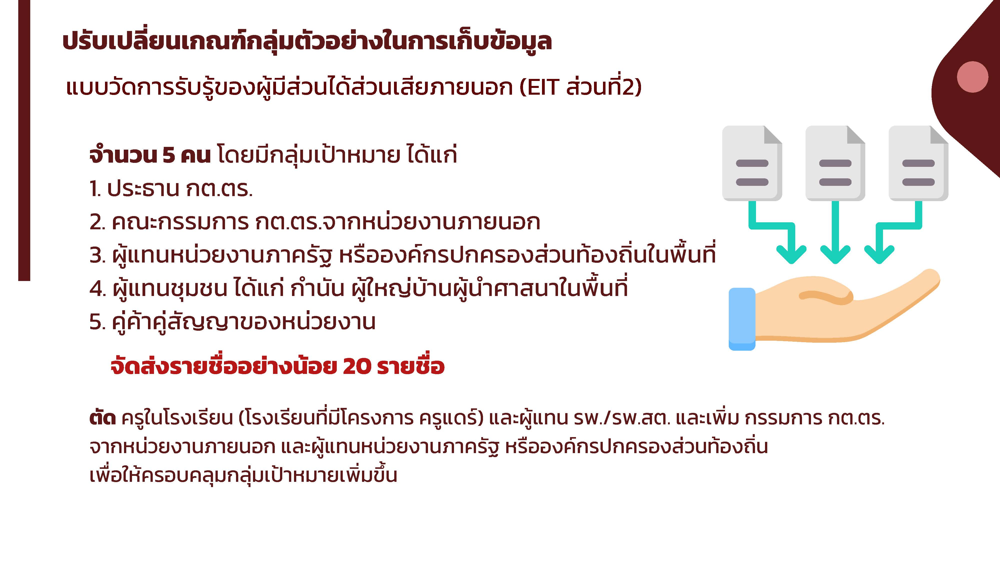 ปรับเปลี่ยนเกณฑ์กลุ่มตัวอย่างในการเก็บข้อมูล
แบบวัดการรับรู้ของผู้มีส่วนได้ส่วนเสียภายนอก (EIT ส่วนที่2)
จำนวน 5 คน โดยมีกลุ่มเป้าหมาย ได้แก่
1. ประธาน กต.ตร.
2. คณะกรรมการ กต.ตร.จากหน่วยงานภายนอก
3. ผู้แทนหน่วยงานภาครัฐ หรือองค์กรปกครองส่วนท้องถิ่นในพื้นที่
4. ผู้แทนชุมชน ได้แก่ กำนัน ผู้ใหญ่บ้านผู้นำศาสนาในพื้นที่
5. คู่ค้าคู่สัญญาของหน่วยงาน
จัดส่งรายชื่ออย่างน้อย 20 รายชื่อ
ตัด ครูในโรงเรียน (โรงเรียนที่มีโครงการ ครูแดร์) และผู้แทน รพ./รพ.สต. และเพิ่ม กรรมการ กต.ตร.
จากหน่วยงานภายนอก และผู้แทนหน่วยงานภาครัฐ หรือองค์กรปกครองส่วนท้องถิ่น
เพื่อให้ครอบคลุมกลุ่มเป้าหมายเพิ่มขึ้น